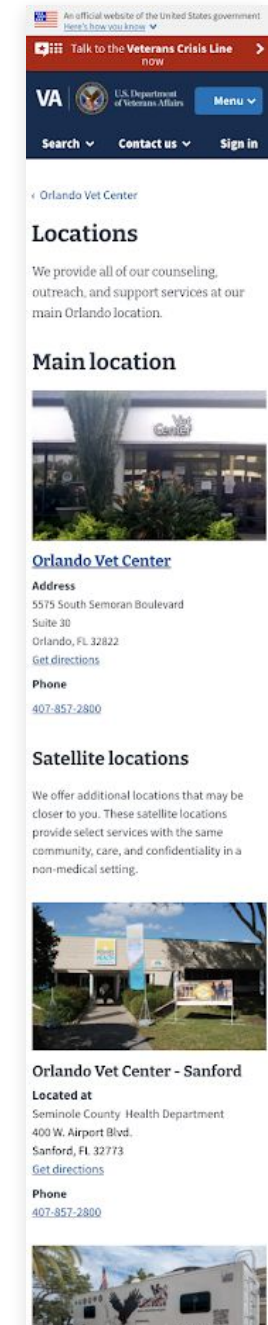 An official website of the United States government
Here's how you know
Talk to the Veterans Crisis Line
now
VA
U.S. Department
of Veterans Affairs
Menu
Search
Contact us
Sign in
‹ Orlando Vet Center
Locations
We provide all of our counseling,
outreach, and support services at our
main Orlando location.
Main location
Vet
Center
Orlando Vet Center
Address
5575 South Semoran Boulevard
Suite 30
Orlando, FL 32822
Get directions
Phone
407-857-2800
Satellite locations
We offer additional locations that may be
closer to you. These satellite locations
provide select services with the same
community, care, and confidentiality in a
non-medical setting.
Orlando Vet Center - Sanford
Located at
Seminole County Health Department
400 W. Airport Blvd.
Sanford, FL 32773
Get directions
Phone
407-857-2800